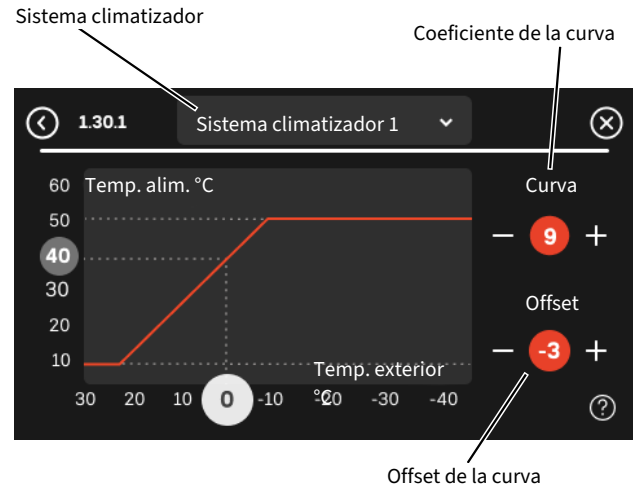 Sistema climatizador
Coeficiente de la curva
1.30.1
Sistema climatizador 1
60
Temp. alim. °C
Curva
50
40
9
30
Offset
20
-3
10
Temp. exterior
°C
30 20 10 0 -10 -20 -30 -40
?
Offset de la curva